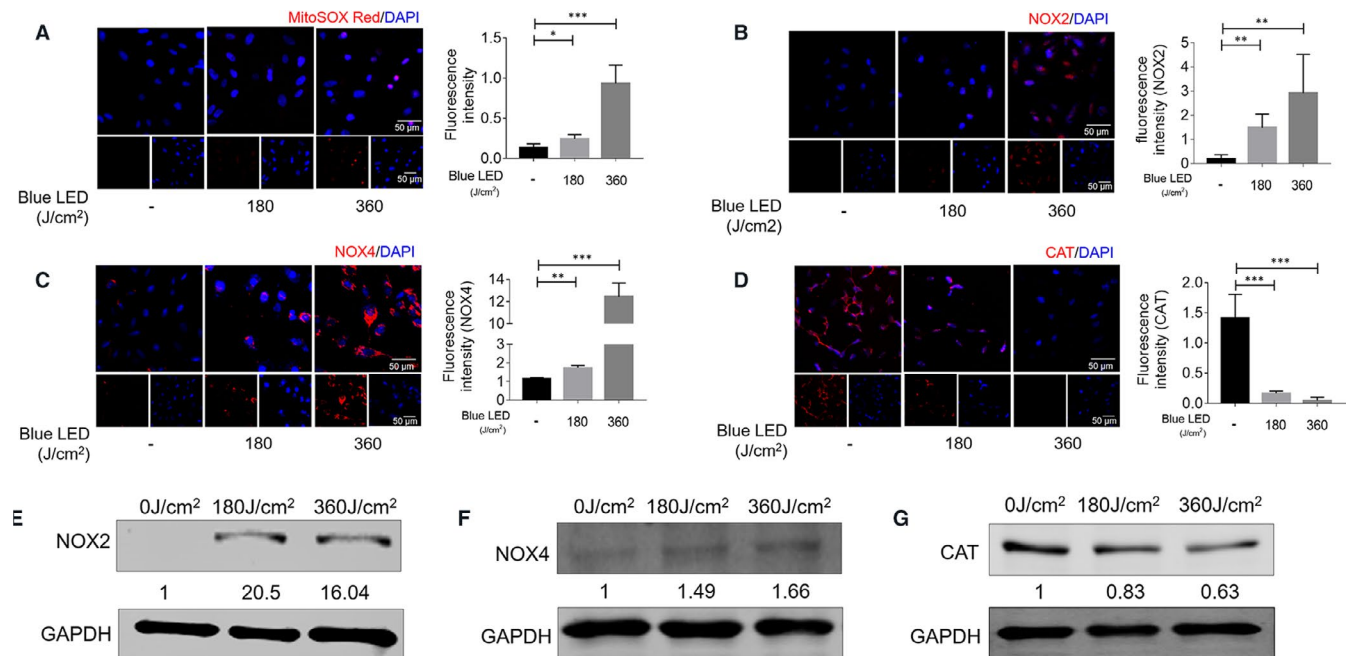 A
MitoSOX Red/DAPI
50 µm
50 µm
Blue LED
(J/cm²)
-
180
360
Fluorescence
intensity
1.5
1.0
0.5
0.0
*
***
Blue LED
(J/cm²)
-
180
360
B
NOX2/DAPI
50 µm
50 µm
Blue LED
(J/cm2)
-
180
360
fluorescence
intensity (NOX2)
5
4
3
2
1
0
**
**
Blue LED
(J/cm²)
-
180
360
C
NOX4/DAPI
50 µm
50 µm
Blue LED
(J/cm²)
-
180
360
Fluorescence
intensity (NOX4)
14
12
10
8
2
1
0
**
***
Blue LED
(J/cm²)
-
180
360
D
CAT/DAPI
50 µm
50 µm
Blue LED
(J/cm²)
-
180
360
Fluorescence
intensity (CAT)
2.0
1.5
1.0
0.5
0.0
***
***
Blue LED
(J/cm²)
-
180
360
E
0J/cm² 180J/cm² 360J/cm²
NOX2
1 20.5 16.04
GAPDH
F
0J/cm² 180J/cm² 360J/cm²
NOX4
1 1.49 1.66
GAPDH
G
0J/cm² 180J/cm² 360J/cm²
CAT
1 0.83 0.63
GAPDH